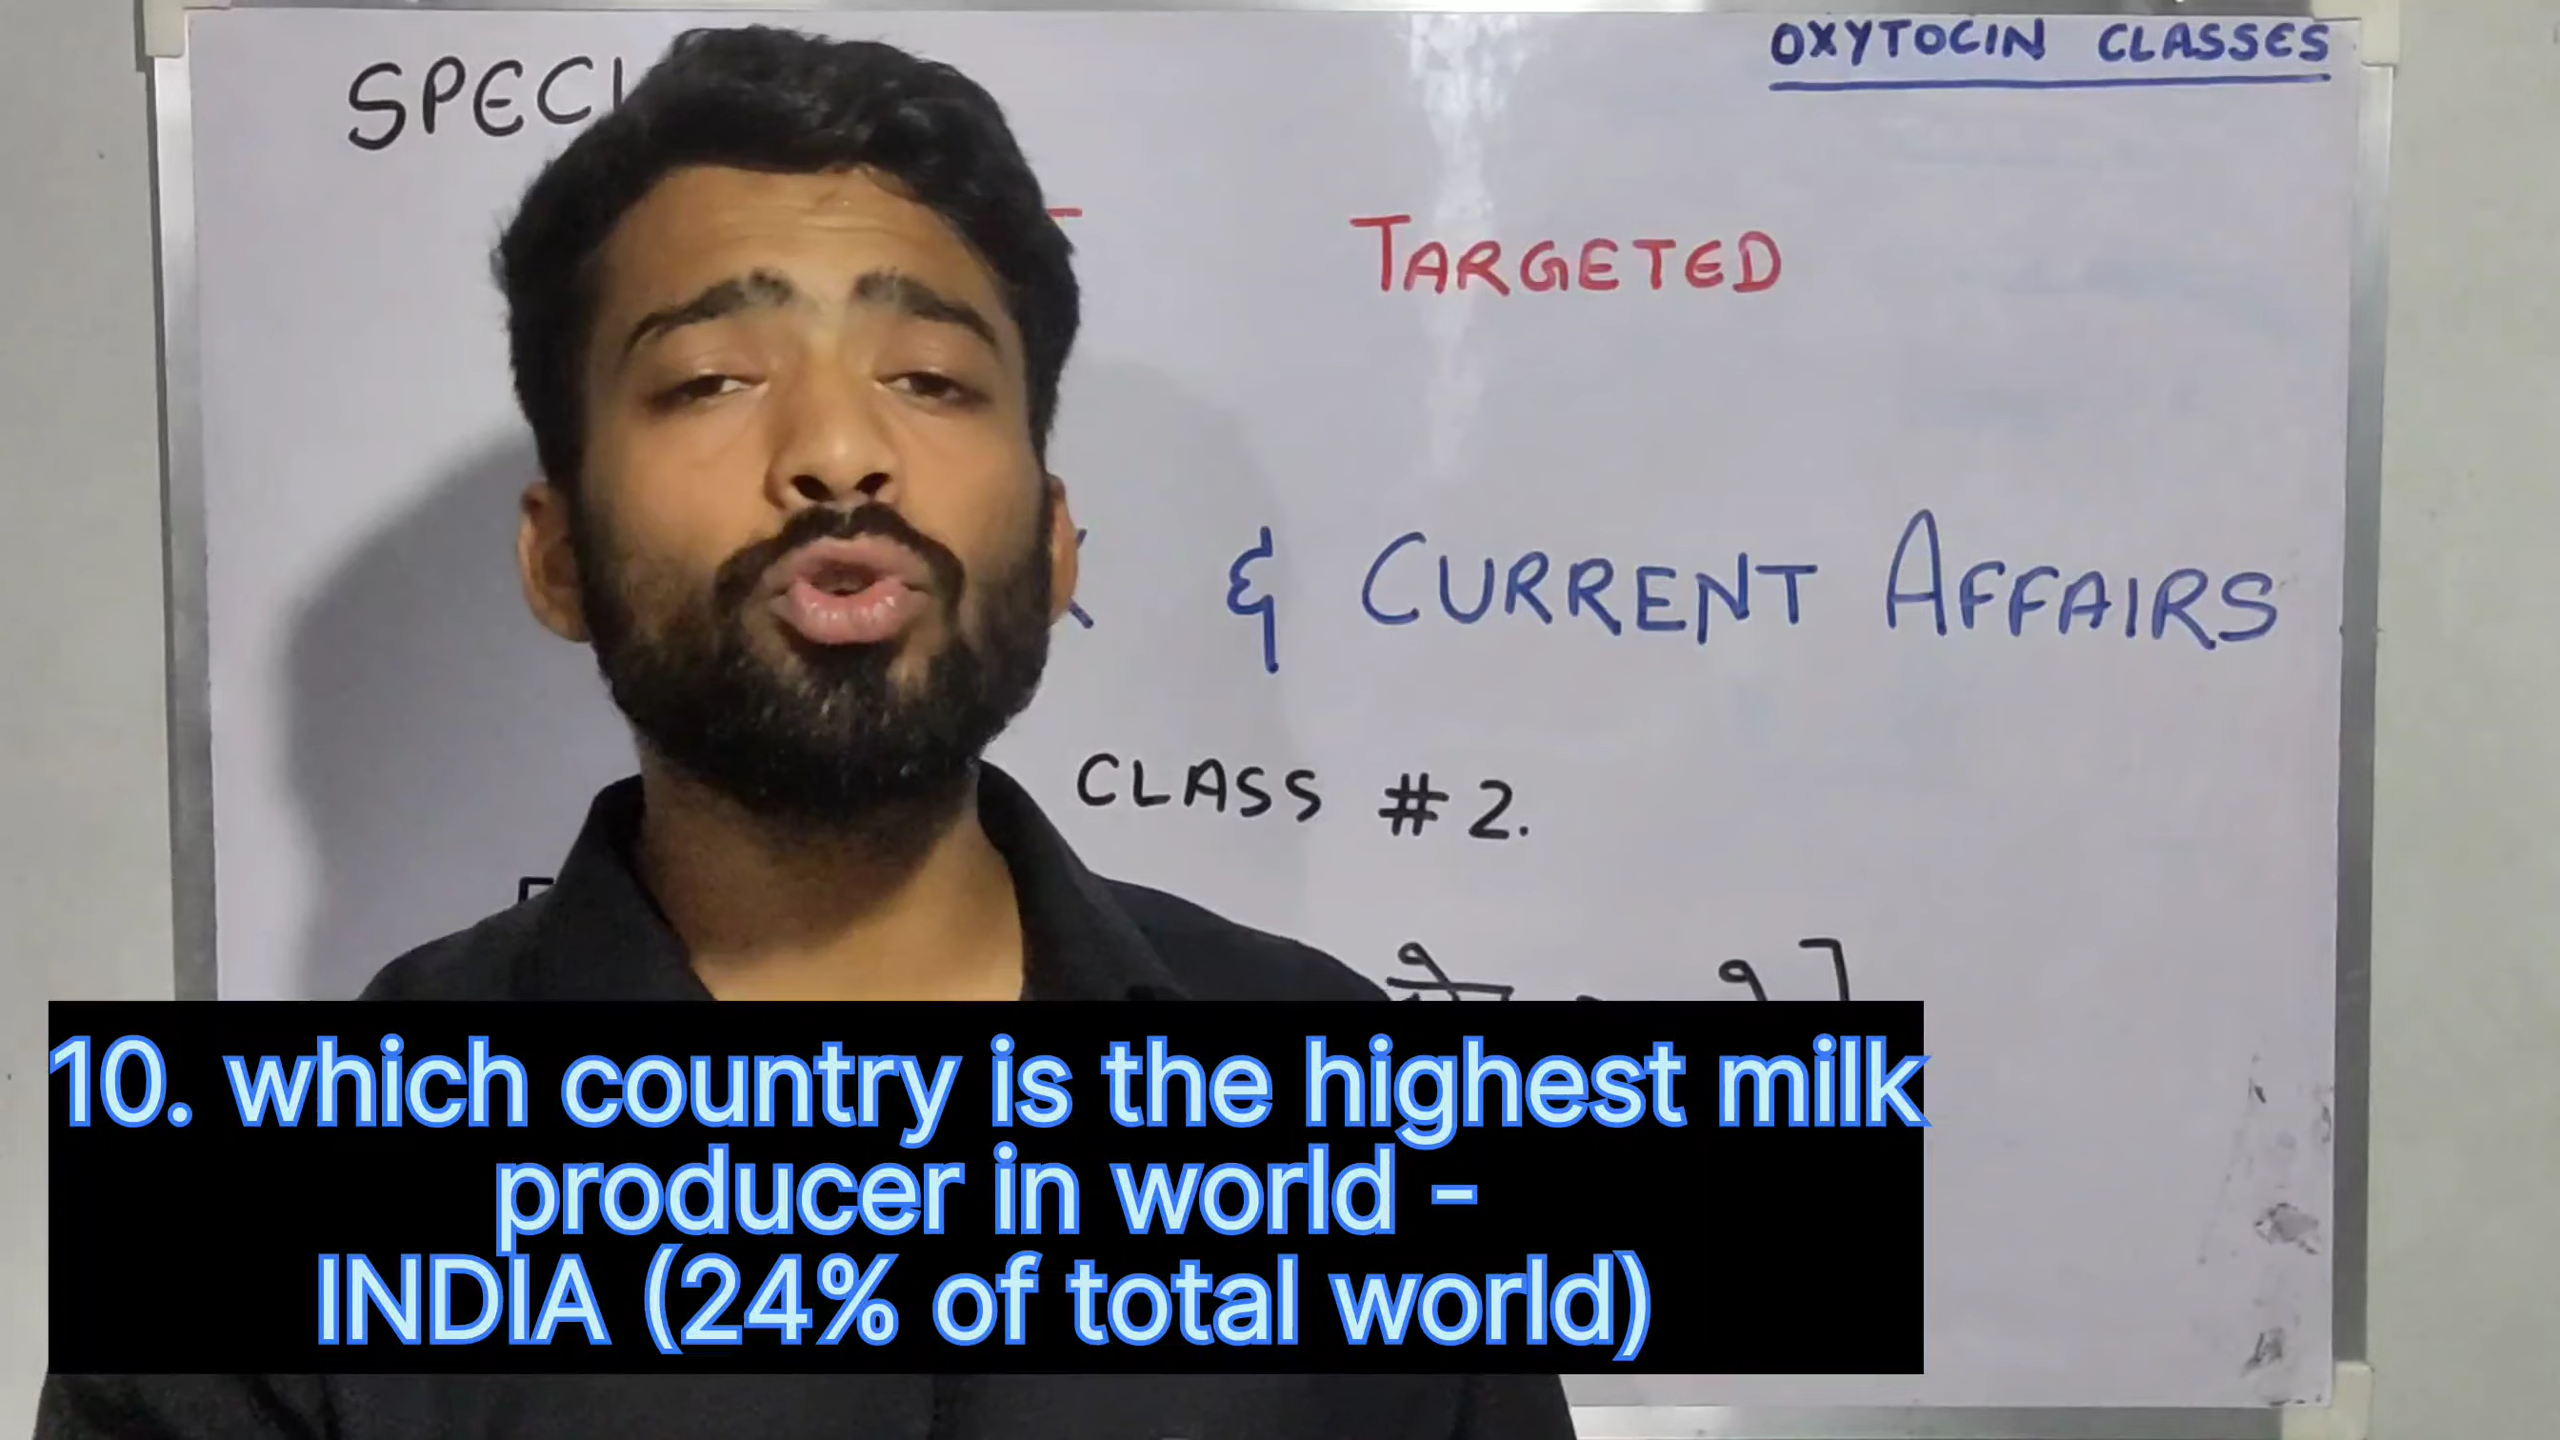 OXYTOCIN CLASSES
TARGETED
& CURRENT AFFAIRS
CLASS #2.
10. which country is the highest milk
producer in world -
INDIA (24% of total world)